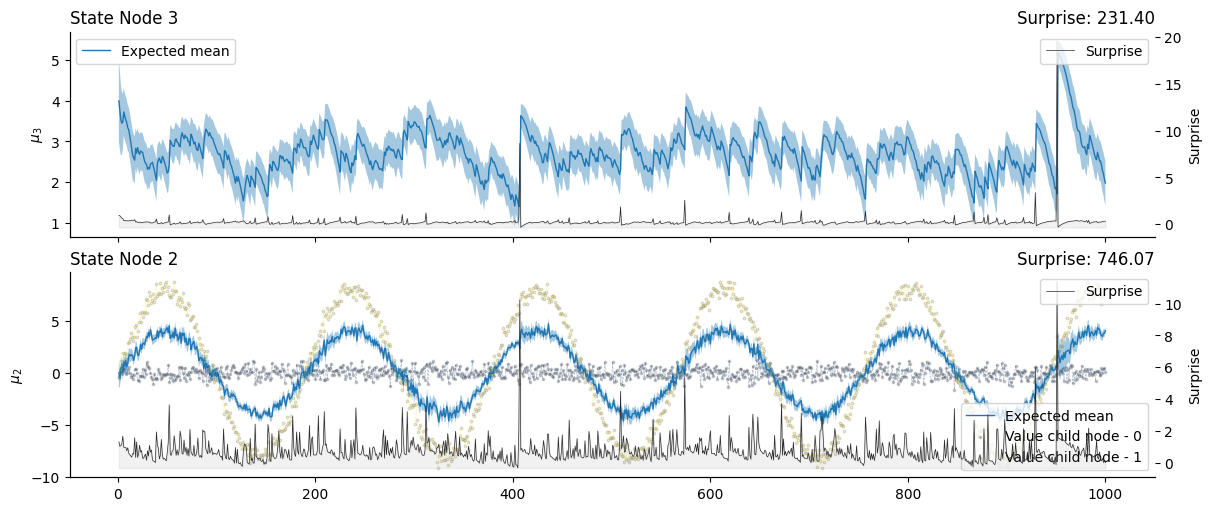 State Node 3
Surprise: 231.40
Expected mean
Surprise
5
4
3
2
1
μ3
20
15
10
5
0
Surprise
State Node 2
Surprise: 746.07
Surprise
5
0
−5
−10
μ2
10
8
6
4
2
0
Surprise
Expected mean
Value child node - 0
Value child node - 1
0
200
400
600
800
1000